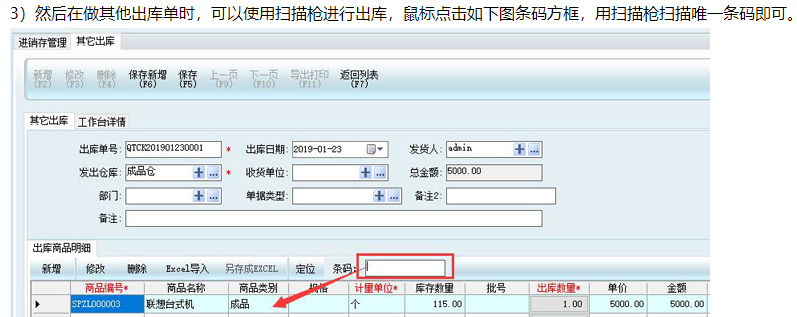 3）然后在做其他出库单时，可以使用扫描枪进行出库，鼠标点击如下图条码方框，用扫描枪扫描唯一条码即可。
进销存管理 其它出库
新增 修改 删除 保存新增 保存 上一页 下一页 导出打印 返回列表
(F2) (F3) (F4) (F6) (F5) (F9) (F10) (F11) (F7)
其它出库 工作台详情
出库单号: QTCK201901230001 * 出库日期: 2019-01-23 发货人: admin
发出仓库: 成品仓 * 收货单位: 总金额: 5000.00
部门: 单据类型: 备注2:
备注:
出库商品明细
新增 修改 删除 Excel导入 另存成EXCEL 定位 条码:
商品编号* 商品名称 商品类别 规格 计量单位* 库存数量 批号 出库数量* 单价 金额
SPZL000003 联想台式机 成品 个 115.00 1.00 5000.00 5000.00